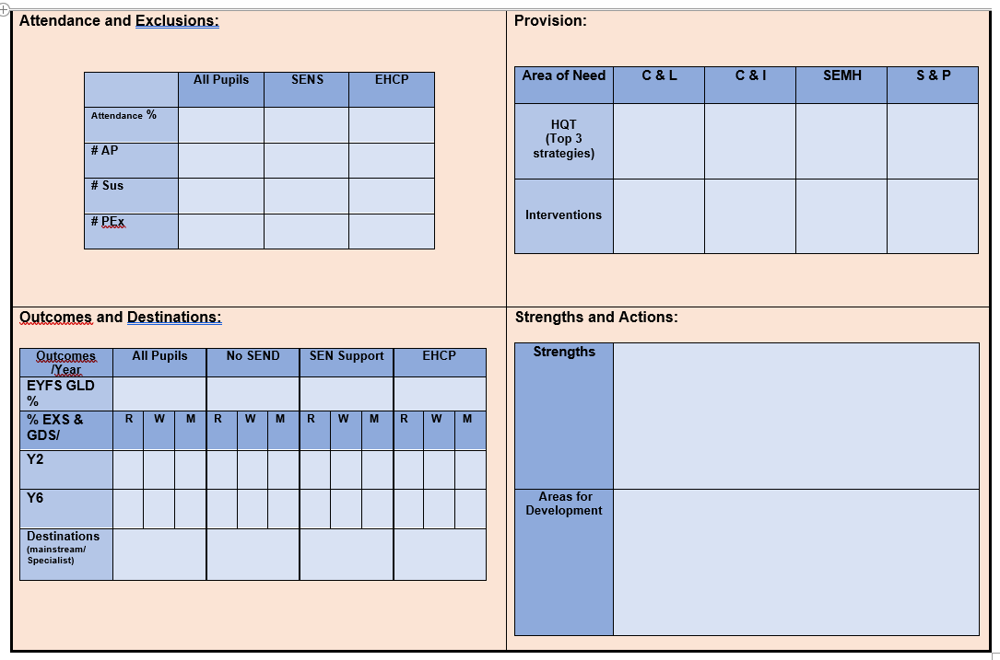 Attendance and Exclusions:
All Pupils SENS EHCP
Attendance %
# AP
# Sus
# PEx
Provision:
Area of Need C & L C & I SEMH S & P
HQT
(Top 3
strategies)
Interventions
Outcomes and Destinations:
Outcomes
/Year
All Pupils No SEND SEN Support EHCP
EYFS GLD
%
% EXS &
GDS/
R W M R W M R W M R W M
Y2
Y6
Destinations
(mainstream/
Specialist)
Strengths and Actions:
Strengths
Areas for
Development